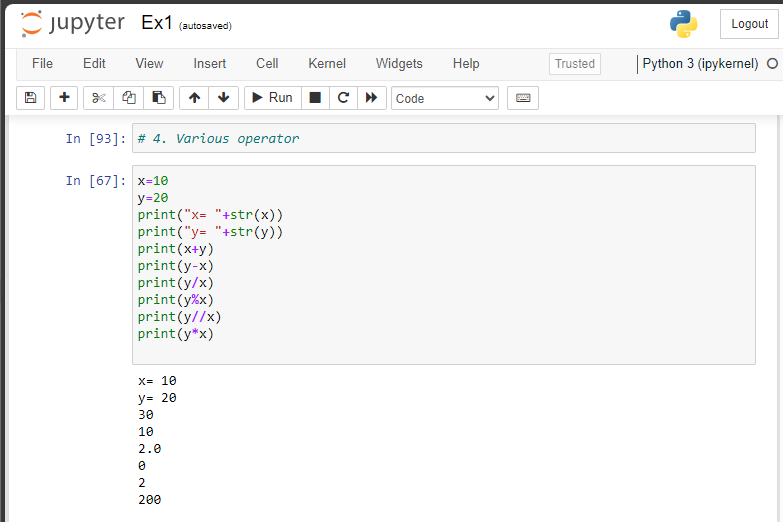 jupyter Ex1 (autosaved)
Logout
File Edit View Insert Cell Kernel Widgets Help Trusted Python 3 (ipykernel)
Run Code
In [93]: # 4. Various operator
In [67]: x=10
y=20
print("x= "+str(x))
print("y= "+str(y))
print(x+y)
print(y-x)
print(y/x)
print(y%x)
print(y//x)
print(y*x)
x= 10
y= 20
30
10
2.0
0
2
200